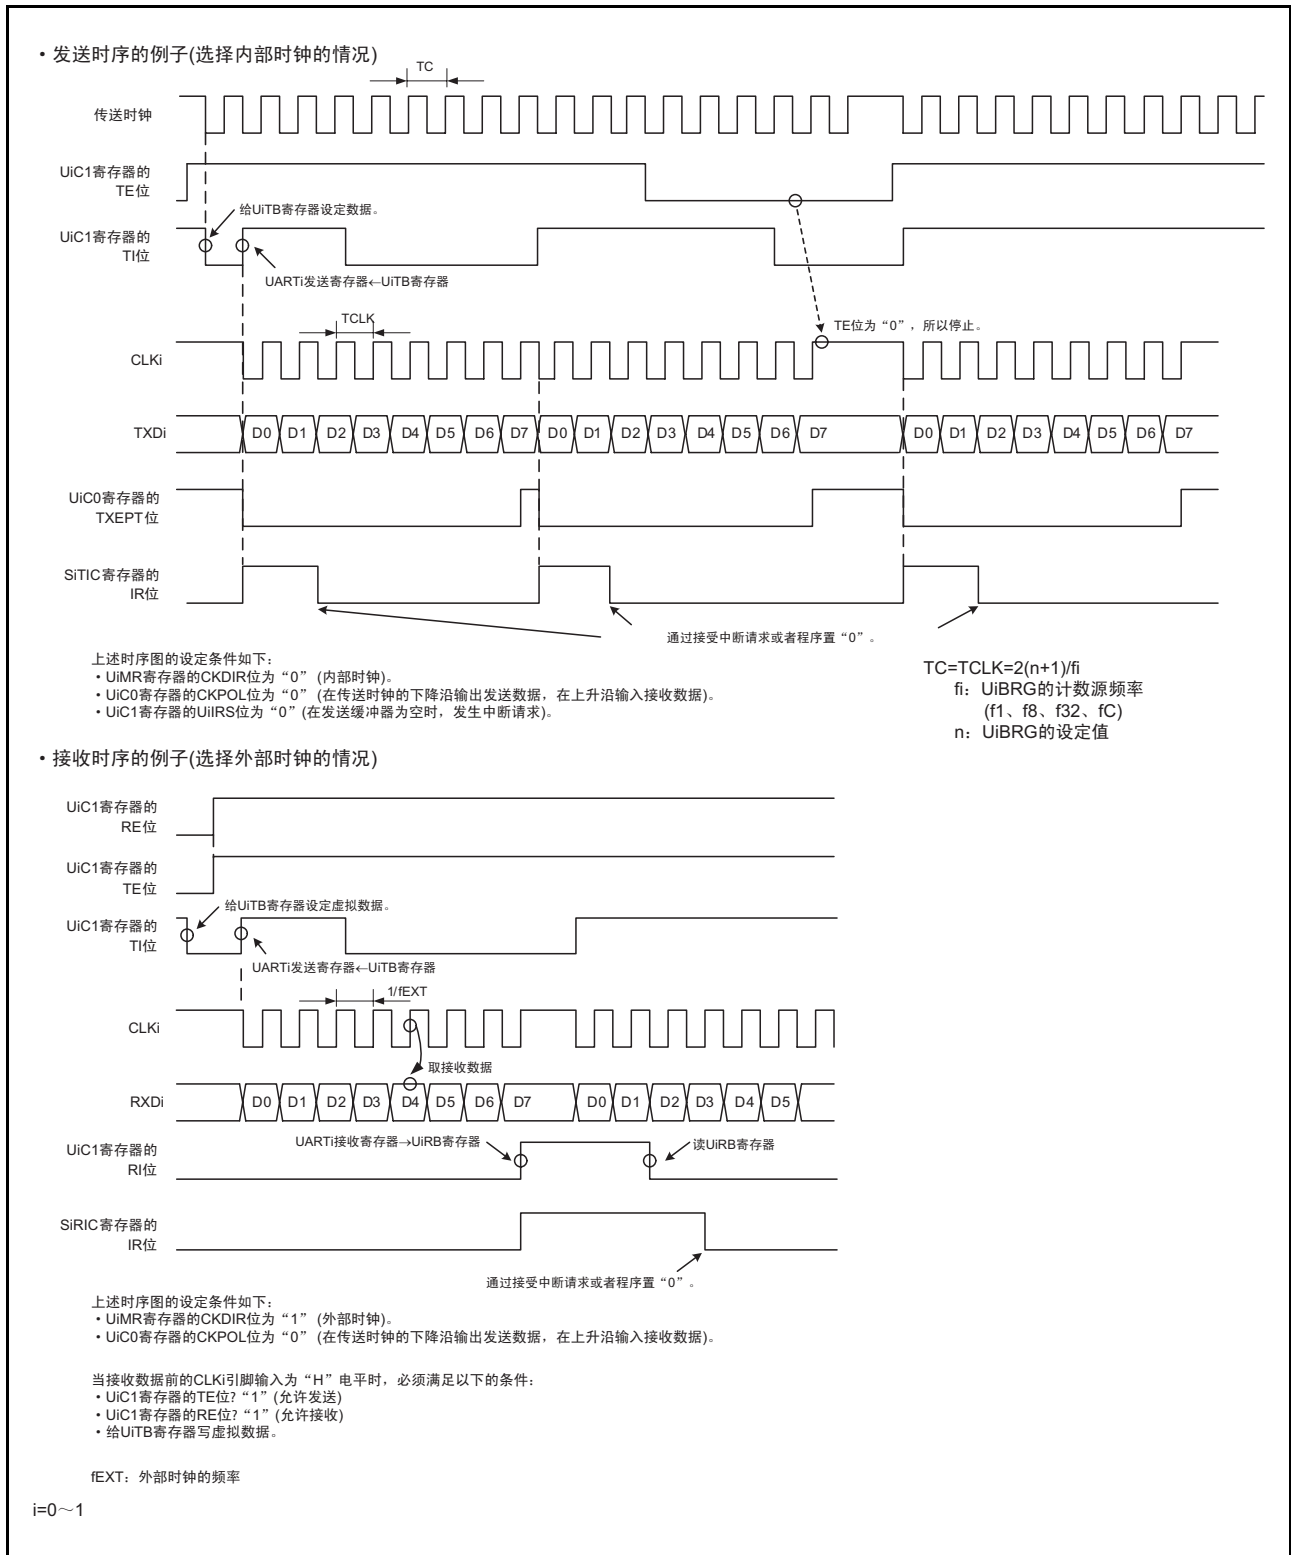 ・发送时序的例子(选择内部时钟的情况)
TC
传送时钟
UiC1寄存器的
TE位
给UiTB寄存器设定数据。
UiC1寄存器的
TI位
UARTi发送寄存器←UiTB寄存器
TCLK
TE位为“0”，所以停止。
CLKi
TXDi D0 D1 D2 D3 D4 D5 D6 D7 D0 D1 D2 D3 D4 D5 D6 D7 D0 D1 D2 D3 D4 D5 D6 D7
UiC0寄存器的
TXEPT位
SiTIC寄存器的
IR位
通过接受中断请求或者程序置“0”。
上述时序图的设定条件如下：
・UiMR寄存器的CKDIR位为“0” (内部时钟)。
・UiC0寄存器的CKPOL位为“0” (在传送时钟的下降沿输出发送数据，在上升沿输入接收数据)。
・UiC1寄存器的UiIRS位为“0” (在发送缓冲器为空时，发生中断请求)。
TC=TCLK=2(n+1)/fi
fi：UiBRG的计数源频率
(f1、f8、f32、fC)
n：UiBRG的设定值
・接收时序的例子(选择外部时钟的情况)
UiC1寄存器的
RE位
UiC1寄存器的
TE位
给UiTB寄存器设定虚拟数据。
UiC1寄存器的
TI位
UARTi发送寄存器←UiTB寄存器
1/fEXT
CLKi
取接收数据
RXDi D0 D1 D2 D3 D4 D5 D6 D7 D0 D1 D2 D3 D4 D5
UARTi接收寄存器→UiRB寄存器
读UiRB寄存器
UiC1寄存器的
RI位
SiRIC寄存器的
IR位
通过接受中断请求或者程序置“0”。
上述时序图的设定条件如下：
・UiMR寄存器的CKDIR位为“1” (外部时钟)。
・UiC0寄存器的CKPOL位为“0” (在传送时钟的下降沿输出发送数据，在上升沿输入接收数据)。
当接收数据前的CLKi引脚输入为“H”电平时，必须满足以下的条件：
・UiC1寄存器的TE位?“1” (允许发送)
・UiC1寄存器的RE位?“1” (允许接收)
・给UiTB寄存器写虚拟数据。
fEXT：外部时钟的频率
i=0～1